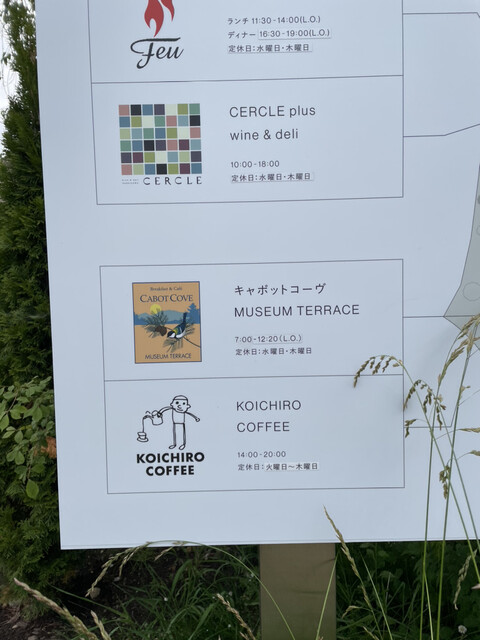 Feu
ランチ 11:30-14:00(L.O.)
ディナー 16:30-19:00(L.O.)
定休日:水曜日・木曜日
CERCLE plus
wine & deli
10:00-18:00
定休日:水曜日・木曜日
CERCLE
キャボットコーヴ
MUSEUM TERRACE
7:00-12:20(L.O.)
定休日:水曜日・木曜日
Breakfast & Café
CABOT COVE
MUSEUM TERRACE
KOICHIRO
COFFEE
14:00-20:00
定休日:火曜日〜木曜日
KOICHIRO
COFFEE